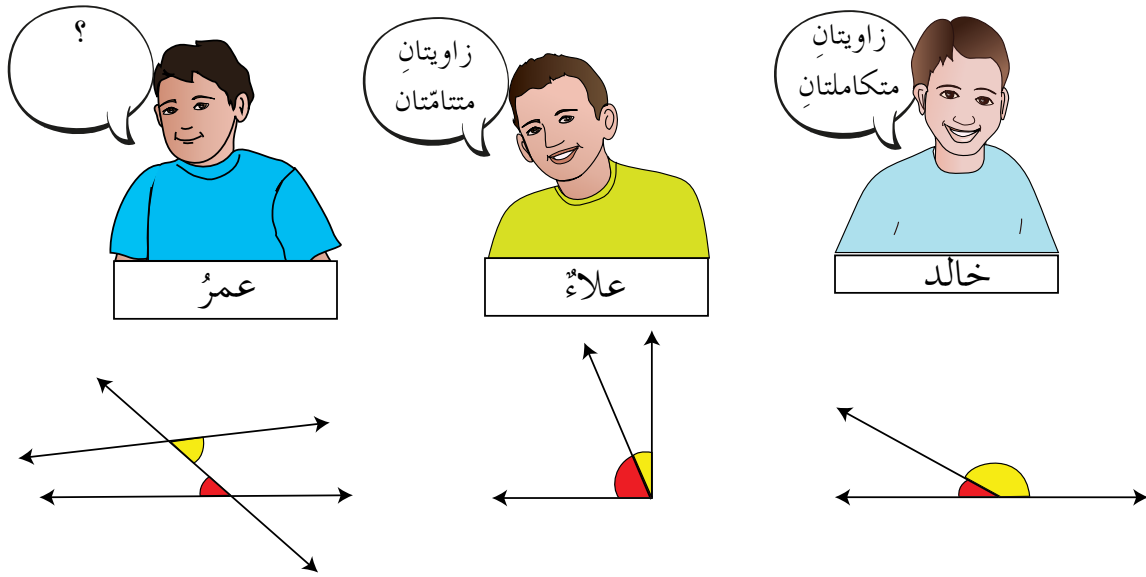 زاويتانِ
متكاملتانِ
خالد
زاويتانِ
متتامّتان
علاءٌ
؟
عمرُ